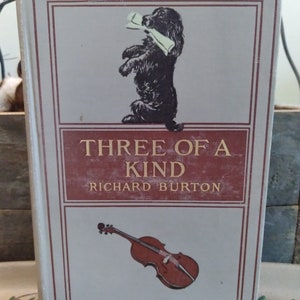 THREE OF A
KIND
RICHARD BURTON